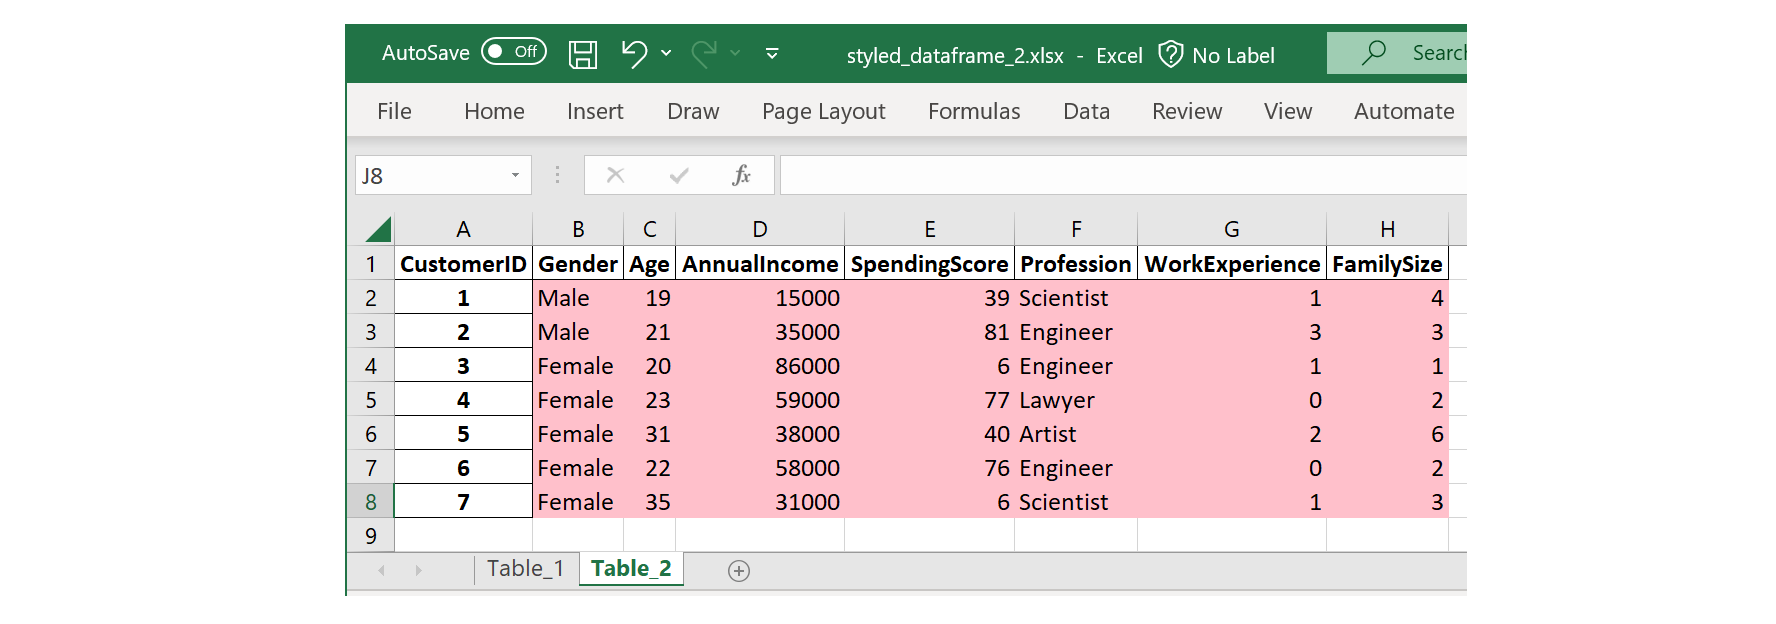 AutoSave Off styled_dataframe_2.xlsx - Excel No Label Search
File Home Insert Draw Page Layout Formulas Data Review View Automate
J8 fx
A B C D E F G H
1 CustomerID Gender Age AnnualIncome SpendingScore Profession WorkExperience FamilySize
2 1 Male 19 15000 39 Scientist 1 4
3 2 Male 21 35000 81 Engineer 3 3
4 3 Female 20 86000 6 Engineer 1 1
5 4 Female 23 59000 77 Lawyer 0 2
6 5 Female 31 38000 40 Artist 2 6
7 6 Female 22 58000 76 Engineer 0 2
8 7 Female 35 31000 6 Scientist 1 3
9
Table_1 Table_2